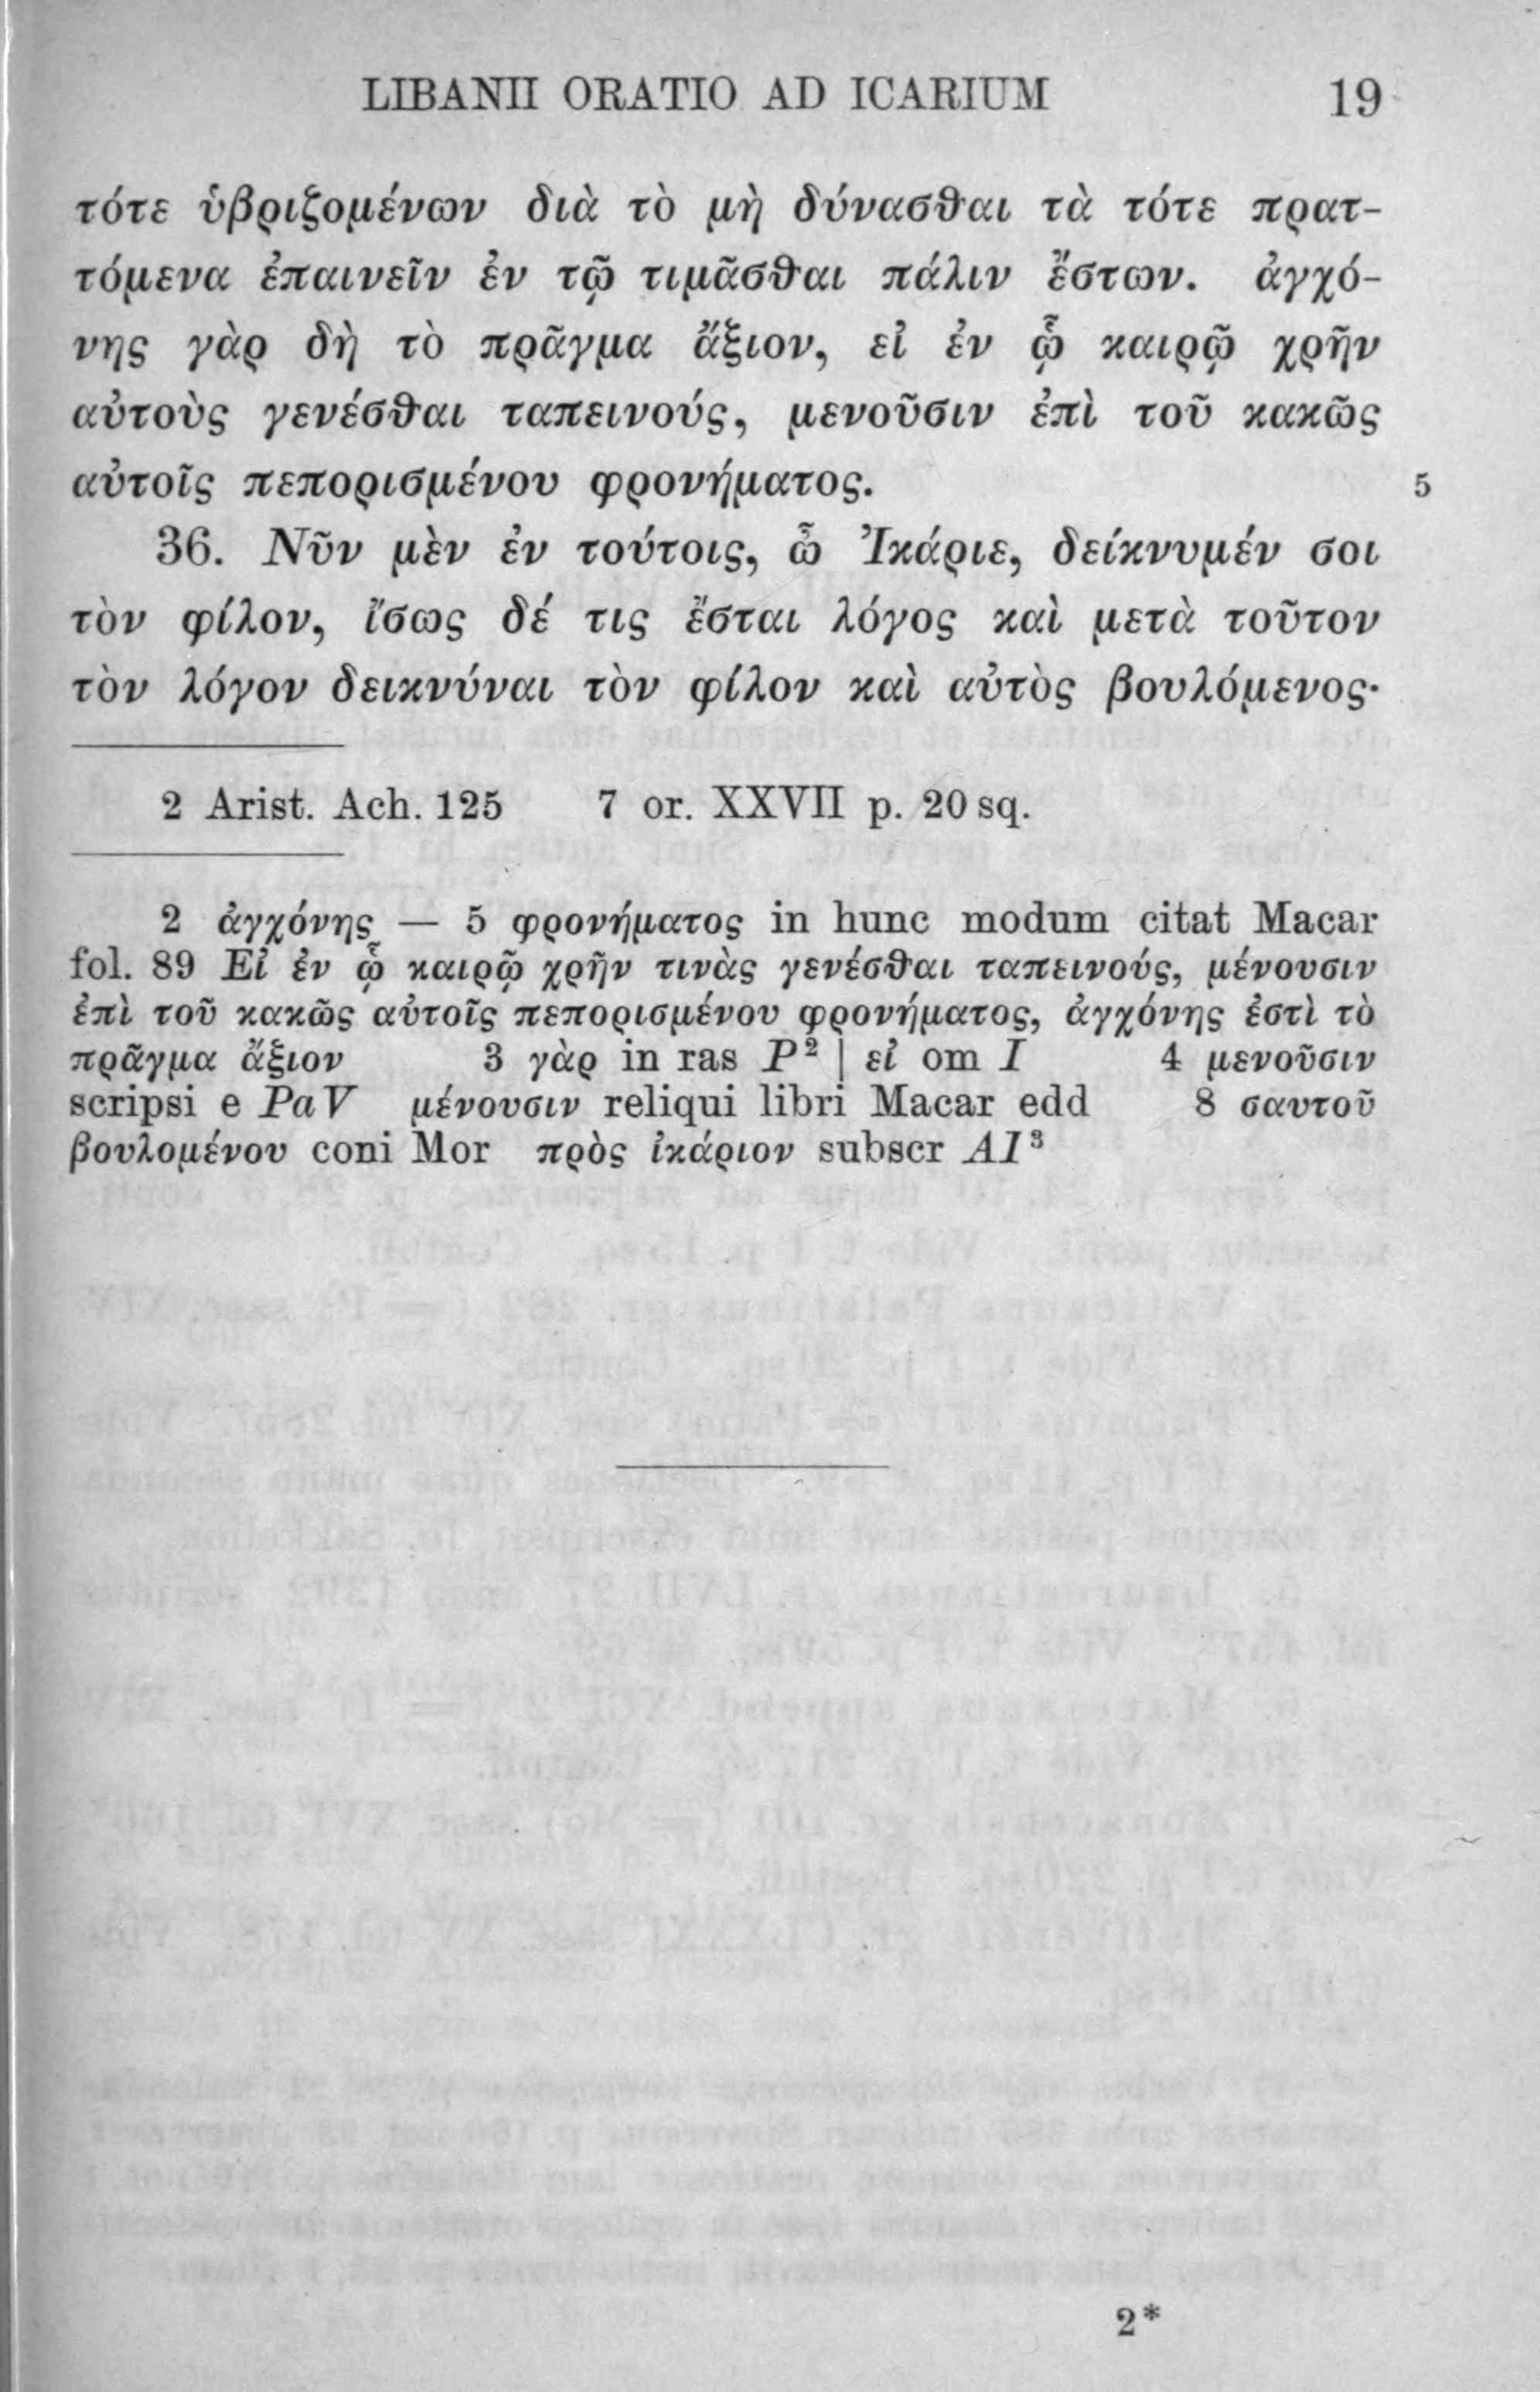 LIBANII ORATIO AD ICARIUM 19
τότε ὑβριζομένων διὰ τὸ μὴ δύνασθαι τὰ τότε πρατ-
τόμενα ἐπαινεῖν ἐν τῷ τιμᾶσθαι πάλιν ἔστων. ἀγχό-
νης γὰρ δὴ τὸ πρᾶγμα ἄξιον, εἰ ἐν ᾧ καιρῷ χρῆν
αὐτοὺς γενέσθαι ταπεινούς, μενοῦσιν ἐπὶ τοῦ κακῶς
αὐτοῖς πεπορισμένου φρονήματος. 5
36. Νῦν μὲν ἐν τούτοις, ὦ Ἰκάριε, δείκνυμέν σοι
τὸν φίλον, ἴσως δέ τις ἔσται λόγος καὶ μετὰ τοῦτον
τὸν λόγον δεικνύναι τὸν φίλον καὶ αὐτὸς βουλόμενος·
2 Arist. Ach. 125 7 or. XXVII p. 20 sq.
2 ἀγχόνης — 5 φρονήματος in hunc modum citat Macar
fol. 89 Εἰ ἐν ᾧ καιρῷ χρῆν τινὰς γενέσθαι ταπεινούς, μένουσιν
ἐπὶ τοῦ κακῶς αὐτοῖς πεπορισμένου φρονήματος, ἀγχόνης ἐστὶ τὸ
πρᾶγμα ἄξιον 3 γὰρ in ras P² | εἰ om I 4 μενοῦσιν
scripsi e PaV μένουσιν reliqui libri Macar edd 8 σαυτοῦ
βουλομένου coni Mor πρὸς ἰκάριον subscr AI³
2*